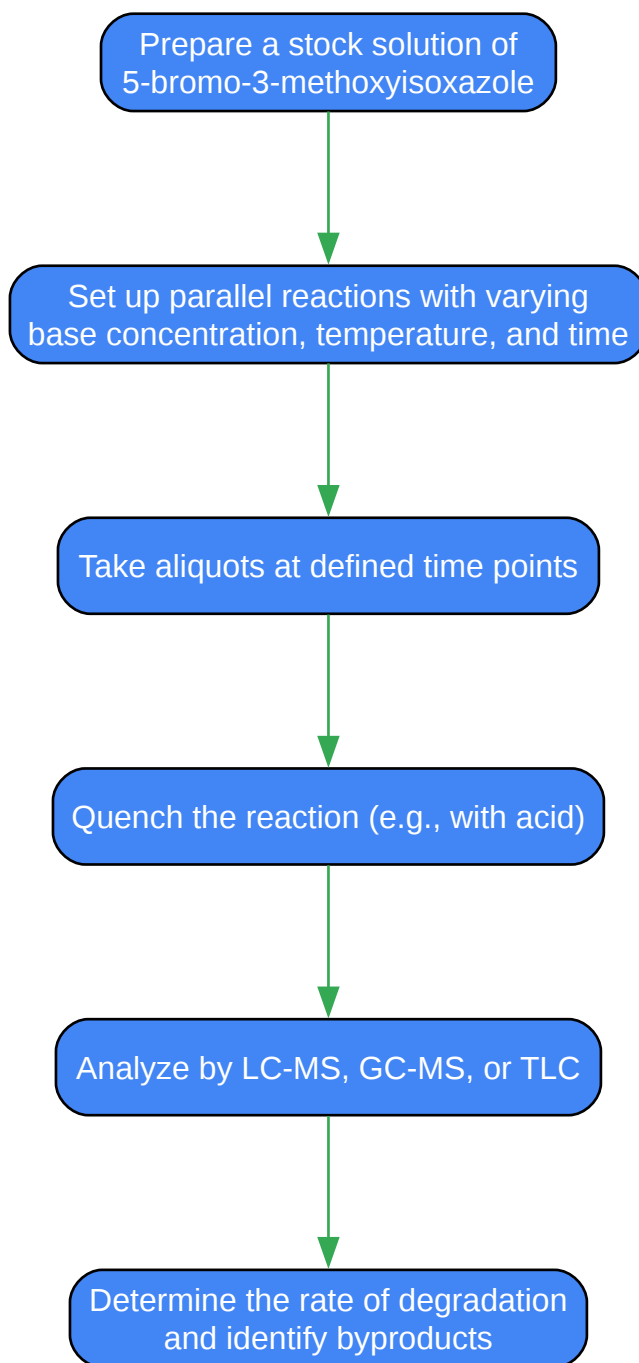 Prepare a stock solution of
5-bromo-3-methoxyisoxazole
Set up parallel reactions with varying
base concentration, temperature, and time
Take aliquots at defined time points
Quench the reaction (e.g., with acid)
Analyze by LC-MS, GC-MS, or TLC
Determine the rate of degradation
and identify byproducts